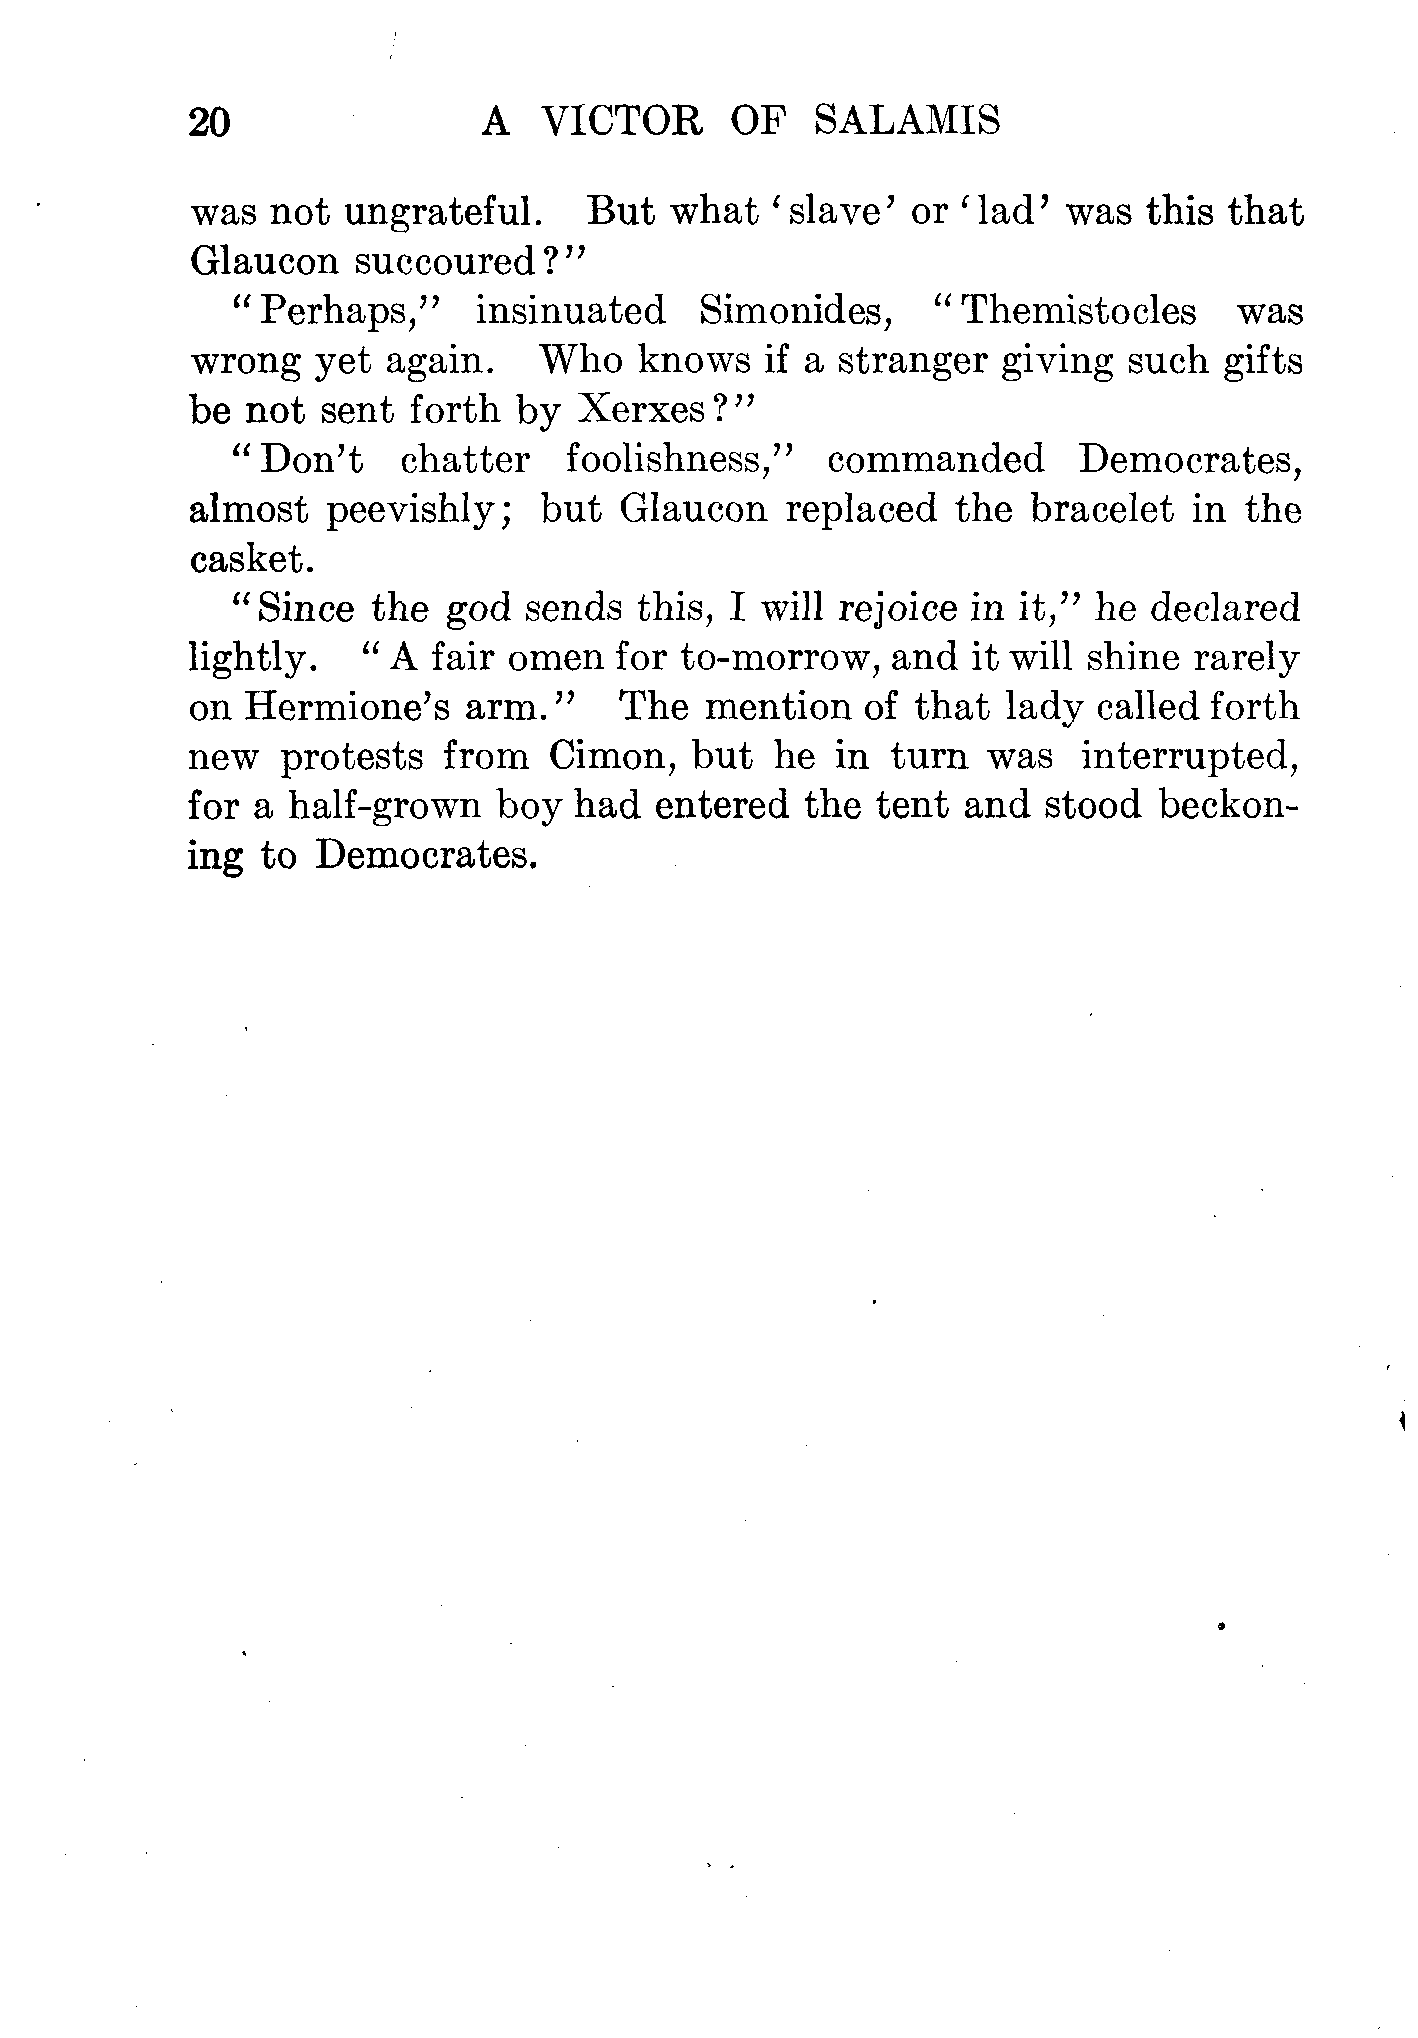 20 A VICTOR OF SALAMIS
was not ungrateful. But what ‘slave’ or ‘lad’ was this that
Glaucon succoured?”
“Perhaps,” insinuated Simonides, “Themistocles was
wrong yet again. Who knows if a stranger giving such gifts
be not sent forth by Xerxes?”
“Don’t chatter foolishness,” commanded Democrates,
almost peevishly; but Glaucon replaced the bracelet in the
casket.
“Since the god sends this, I will rejoice in it,” he declared
lightly. “A fair omen for to-morrow, and it will shine rarely
on Hermione’s arm.” The mention of that lady called forth
new protests from Cimon, but he in turn was interrupted,
for a half-grown boy had entered the tent and stood beckon-
ing to Democrates.